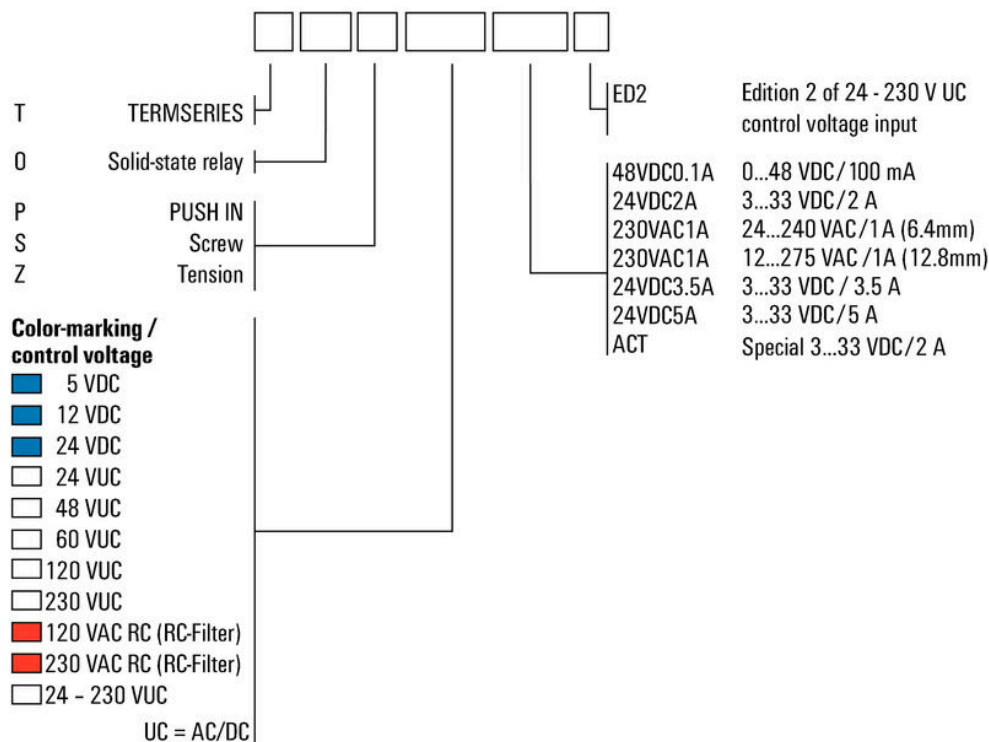 T TERMSERIES
O Solid-state relay
P PUSH IN
S Screw
Z Tension
Color-marking /
control voltage
5 VDC
12 VDC
24 VDC
24 VUC
48 VUC
60 VUC
120 VUC
230 VUC
120 VAC RC (RC-Filter)
230 VAC RC (RC-Filter)
24 – 230 VUC
UC = AC/DC
ED2 Edition 2 of 24 - 230 V UC
control voltage input
48VDC0.1A 0...48 VDC/100 mA
24VDC2A 3...33 VDC/2 A
230VAC1A 24...240 VAC/1A (6.4mm)
230VAC1A 12...275 VAC/1A (12.8mm)
24VDC3.5A 3...33 VDC / 3.5 A
24VDC5A 3...33 VDC/5 A
ACT Special 3...33 VDC/2 A